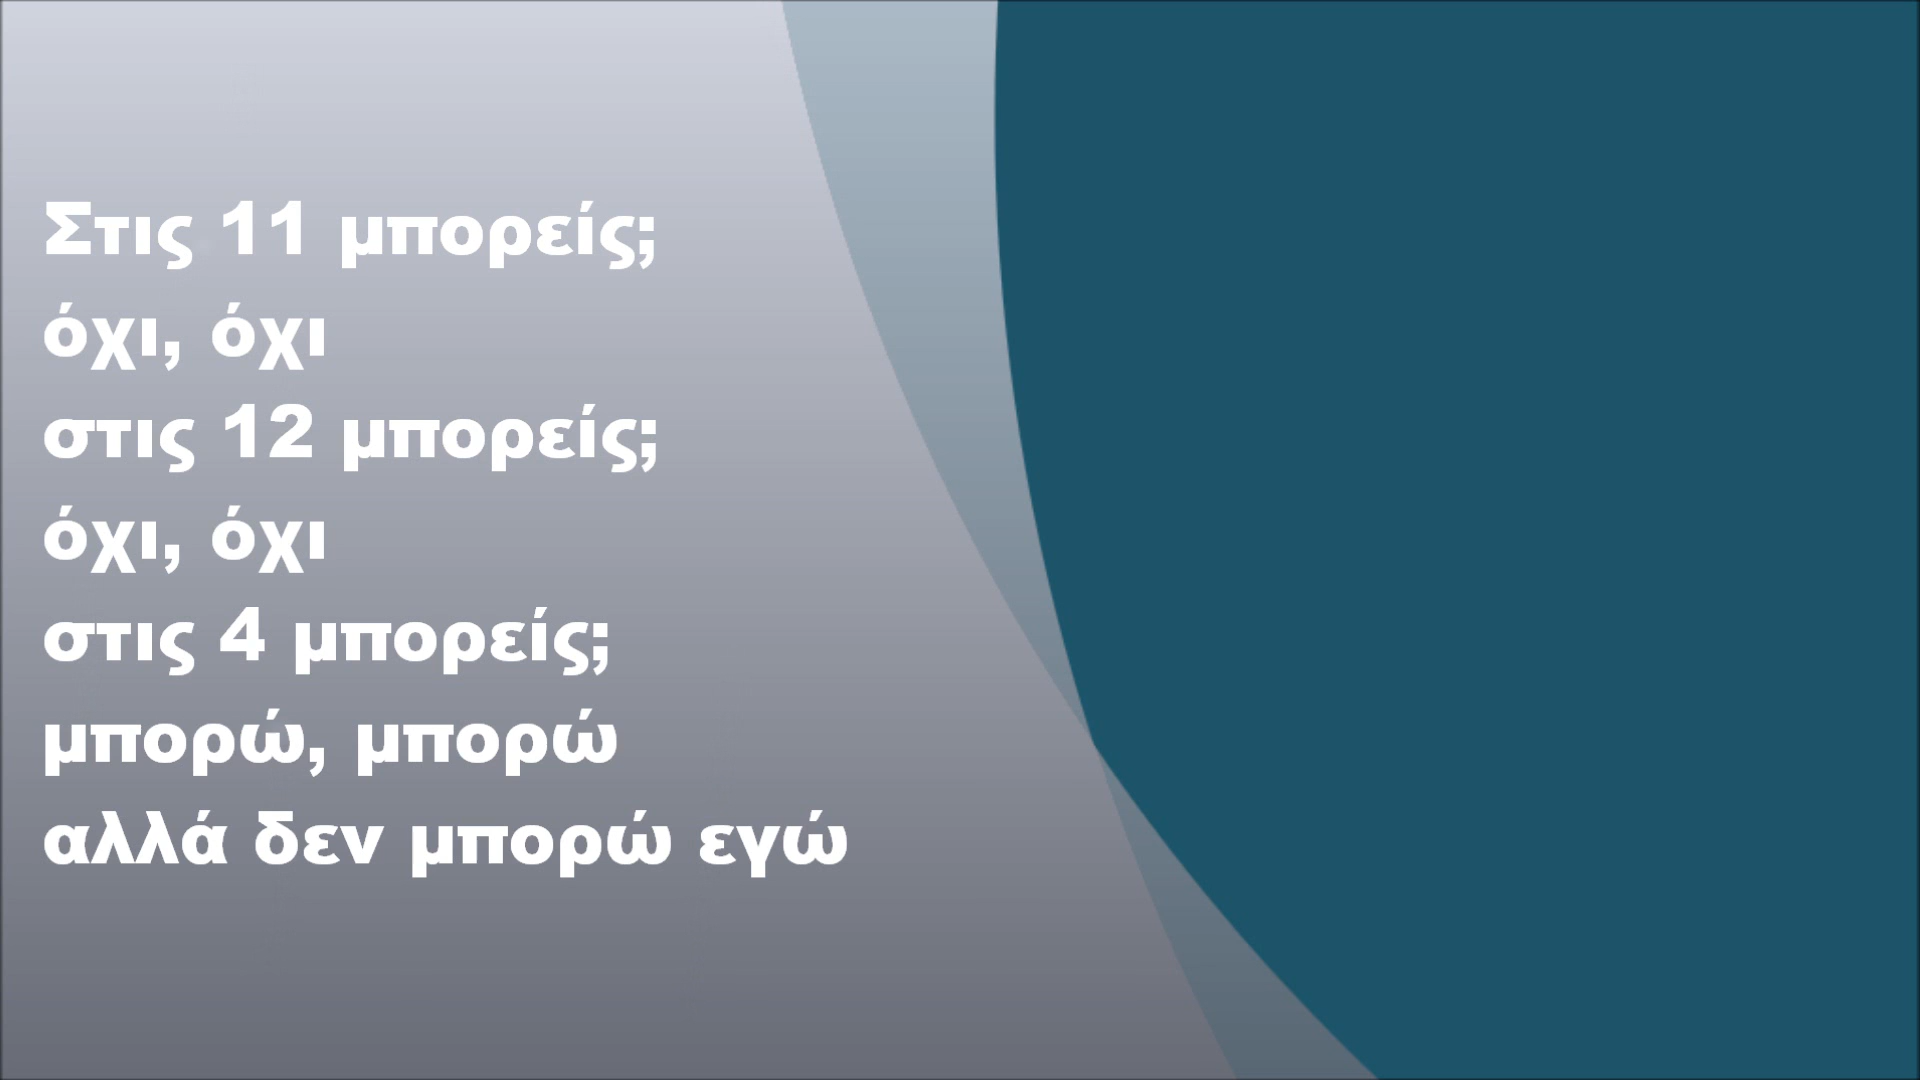 Στις 11 μπορείς;
όχι, όχι
στις 12 μπορείς;
όχι, όχι
στις 4 μπορείς;
μπορώ, μπορώ
αλλά δεν μπορώ εγώ